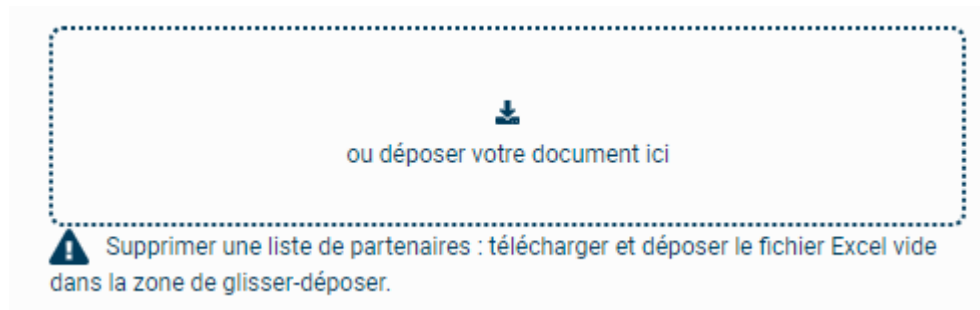 ou déposer votre document ici
Supprimer une liste de partenaires : télécharger et déposer le fichier Excel vide
dans la zone de glisser-déposer.